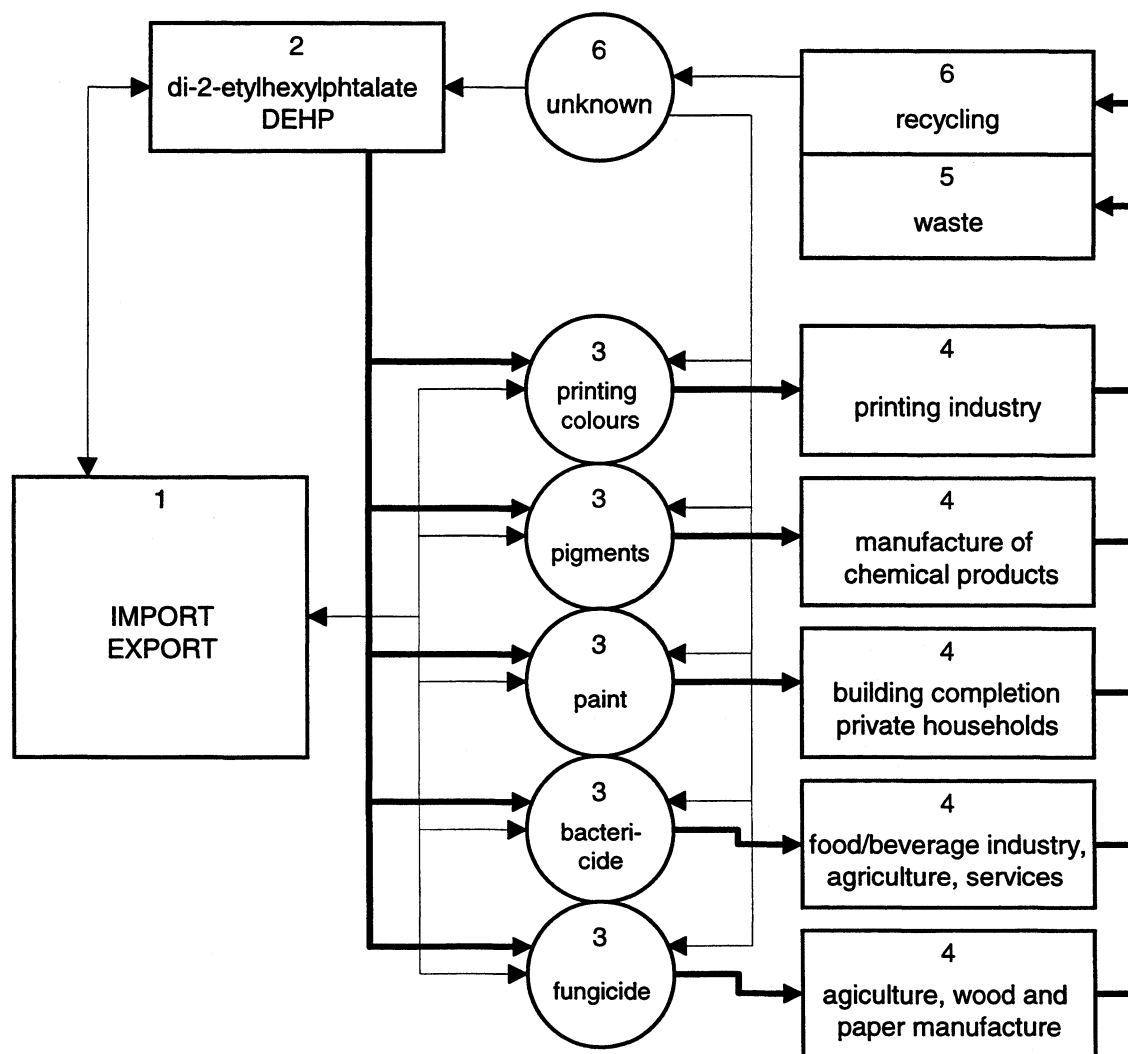 2
di-2-etylhexylphtalate
DEHP
6
unknown
6
recycling
5
waste
1
IMPORT
EXPORT
3
printing
colours
4
printing industry
3
pigments
4
manufacture of
chemical products
3
paint
4
building completion
private households
3
bacteri-
cide
4
food/beverage industry,
agriculture, services
3
fungicide
4
agiculture, wood and
paper manufacture